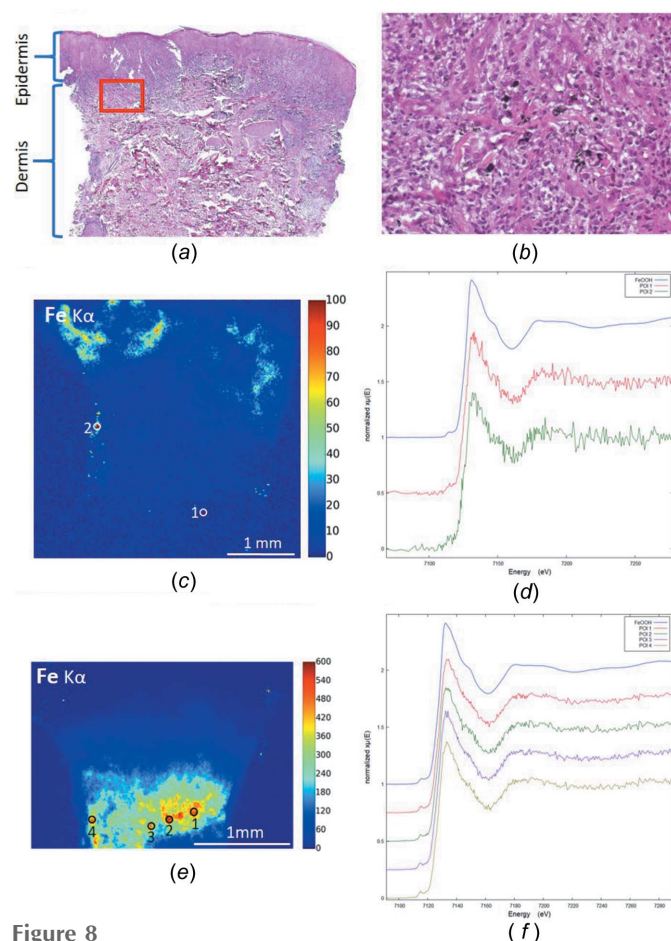 Epidermis
Dermis
(a)
(b)
Fe Kα
2
1
1 mm
100
90
80
70
60
50
40
30
20
10
0
(c)
FeOOH
POI 1
POI 2
normalized xμ(E)
2
1.5
1
0.5
0
7100
7150
7200
7250
Energy (eV)
(d)
Fe Kα
4
3
2
1
1mm
600
540
480
420
360
300
240
180
120
60
0
(e)
FeOOH
POI 1
POI 2
POI 3
POI 4
normalized xμ(E)
2
1.5
1
0.5
0
7100
7120
7140
7160
7180
7200
7220
7240
7260
7280
Energy (eV)
(f)
Figure 8